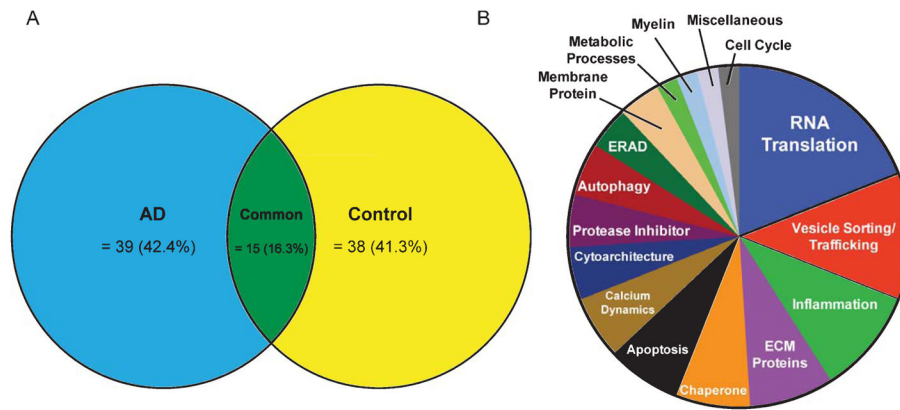 A
AD
= 39 (42.4%)
Common
= 15 (16.3%)
Control
= 38 (41.3%)
B
Miscellaneous
Myelin
Cell Cycle
Metabolic
Processes
Membrane
Protein
RNA
Translation
ERAD
Autophagy
Vesicle Sorting/
Trafficking
Protease Inhibitor
Cytoarchitecture
Inflammation
Calcium
Dynamics
ECM
Proteins
Apoptosis
Chaperone